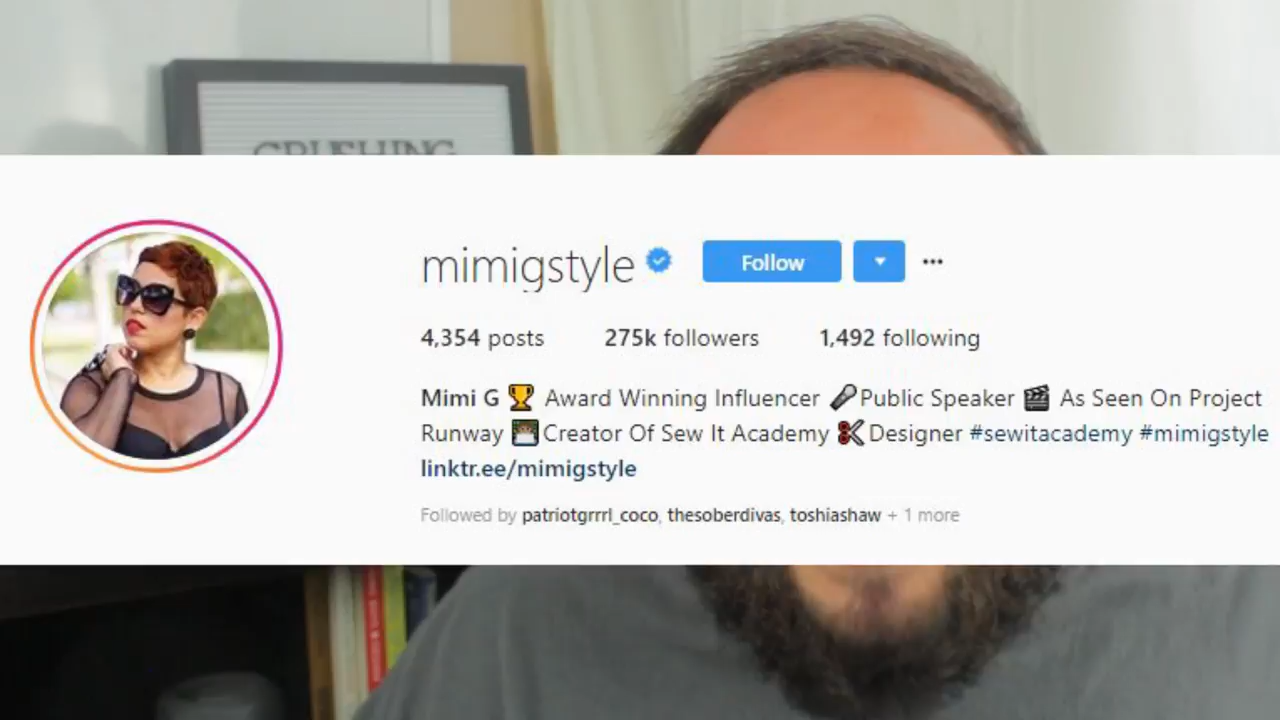 CRUSHING
mimigstyle Follow
4,354 posts 275k followers 1,492 following
Mimi G 🏆 Award Winning Influencer 🎤Public Speaker 🎬 As Seen On Project
Runway 👩🏽‍🏫Creator Of Sew It Academy ✂Designer #sewitacademy #mimigstyle
linktr.ee/mimigstyle
Followed by patriotgrrrl_coco, thesoberdivas, toshiashaw + 1 more